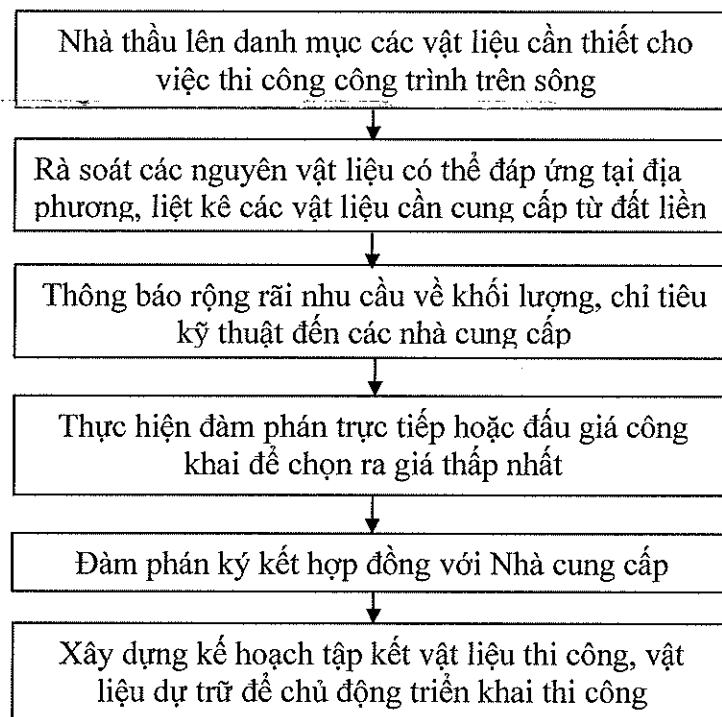 Nhà thầu lên danh mục các vật liệu cần thiết cho
việc thi công công trình trên sông
Rà soát các nguyên vật liệu có thể đáp ứng tại địa
phương, liệt kê các vật liệu cần cung cấp từ đất liền
Thông báo rộng rãi nhu cầu về khối lượng, chỉ tiêu
kỹ thuật đến các nhà cung cấp
Thực hiện đàm phán trực tiếp hoặc đấu giá công
khai để chọn ra giá thấp nhất
Đàm phán ký kết hợp đồng với Nhà cung cấp
Xây dựng kế hoạch tập kết vật liệu thi công, vật
liệu dự trữ để chủ động triển khai thi công